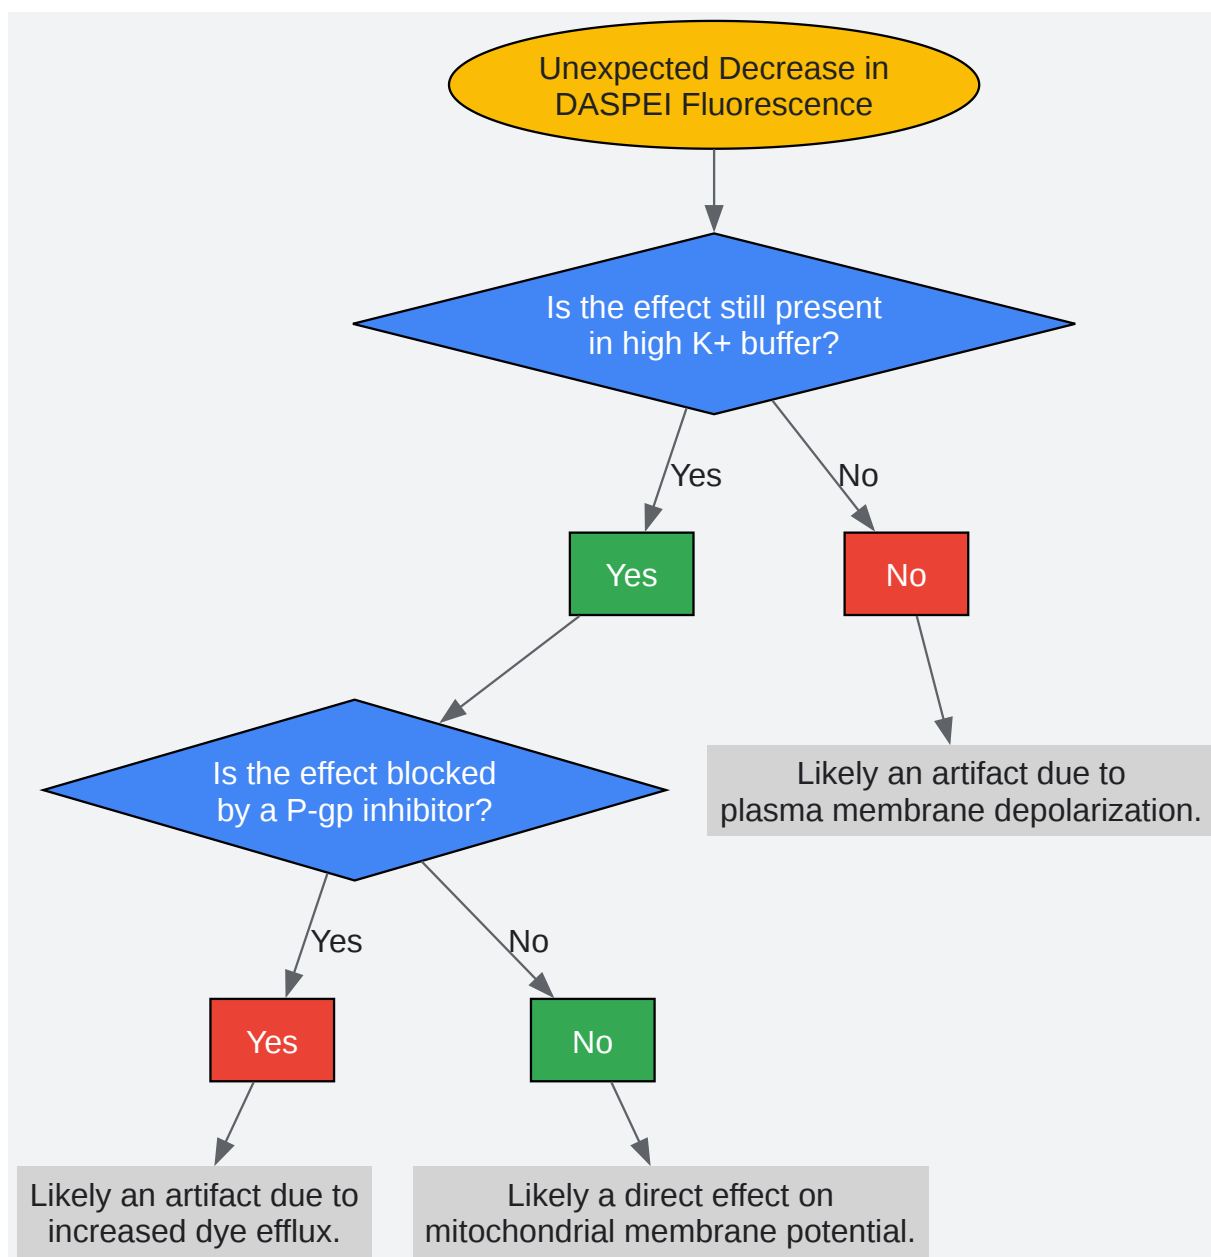 Unexpected Decrease in
DASPEI Fluorescence
Is the effect still present
in high K+ buffer?
Yes
No
Yes
No
Is the effect blocked
by a P-gp inhibitor?
Likely an artifact due to
plasma membrane depolarization.
Yes
No
Yes
No
Likely an artifact due to
increased dye efflux.
Likely a direct effect on
mitochondrial membrane potential.